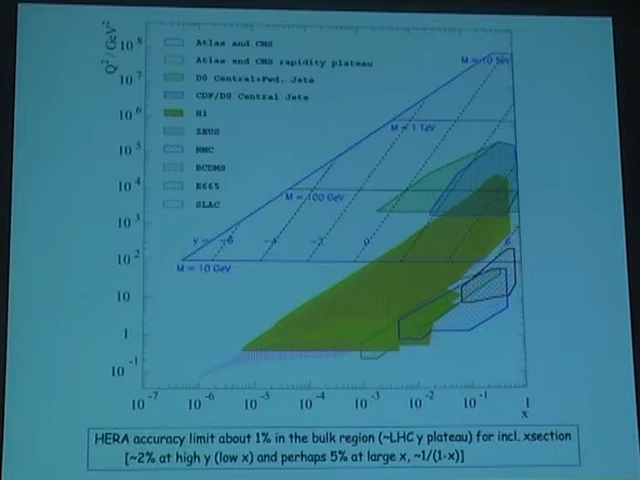 Q² / GeV²
10⁸
10⁷
10⁶
10⁵
10⁴
10³
10²
10
1
10⁻¹
Atlas and CMS
Atlas and CMS rapidity plateau
D0 Central+Fwd. Jets
CDF/D0 Central Jets
H1
ZEUS
NMC
BCDMS
E665
SLAC
M = 10 TeV
M = 1 TeV
M = 100 GeV
y = -6 -4 -2 0 6
M = 10 GeV
10⁻⁷ 10⁻⁶ 10⁻⁵ 10⁻⁴ 10⁻³ 10⁻² 10⁻¹ 1
x
HERA accuracy limit about 1% in the bulk region (~LHC y plateau) for incl. xsection
[~2% at high y (low x) and perhaps 5% at large x, ~1/(1-x)]